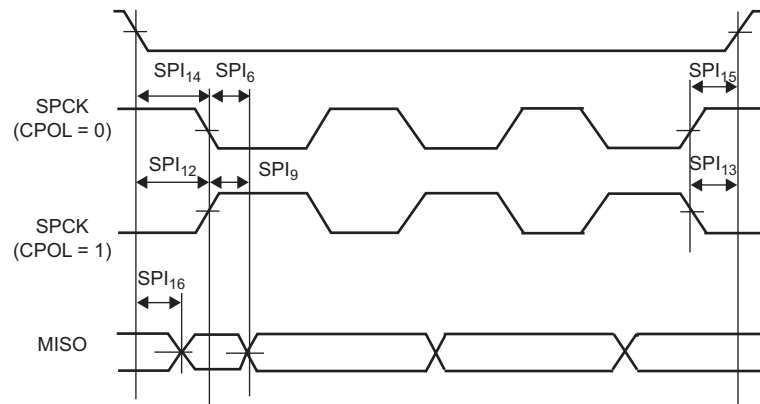 SPI14 SPI6 SPI15
SPCK
(CPOL = 0)
SPI12 SPI9 SPI13
SPCK
(CPOL = 1)
SPI16
MISO